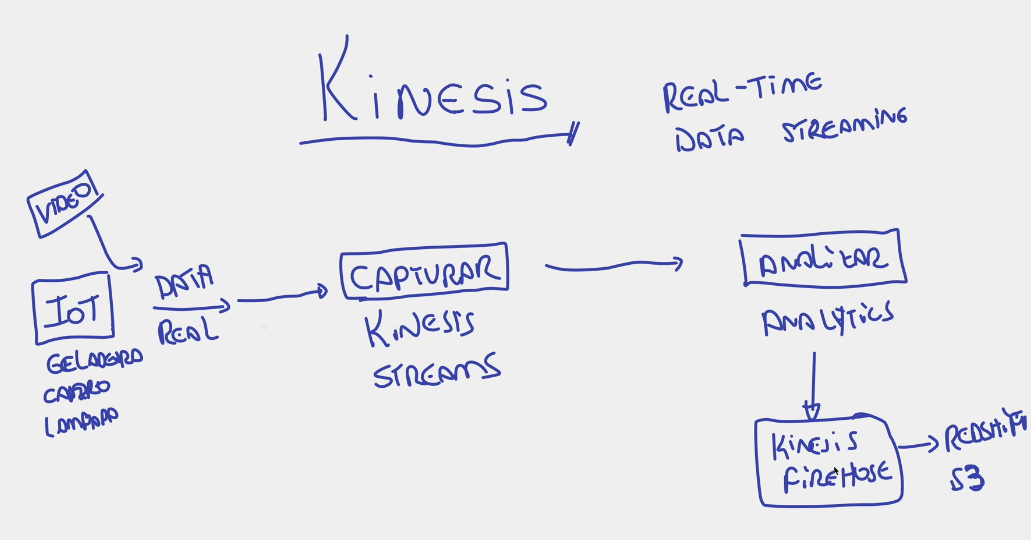 KINESIS
REAL-TIME
DATA STREAMING
VIDEO
IOT
GELADEIRA
CARRO
LAMPADA
DATA
REAL
CAPTURAR
KINESIS
STREAMS
ANALIZAR
ANALYTICS
KINESIS
FIREHOSE
REDSHIFT
S3